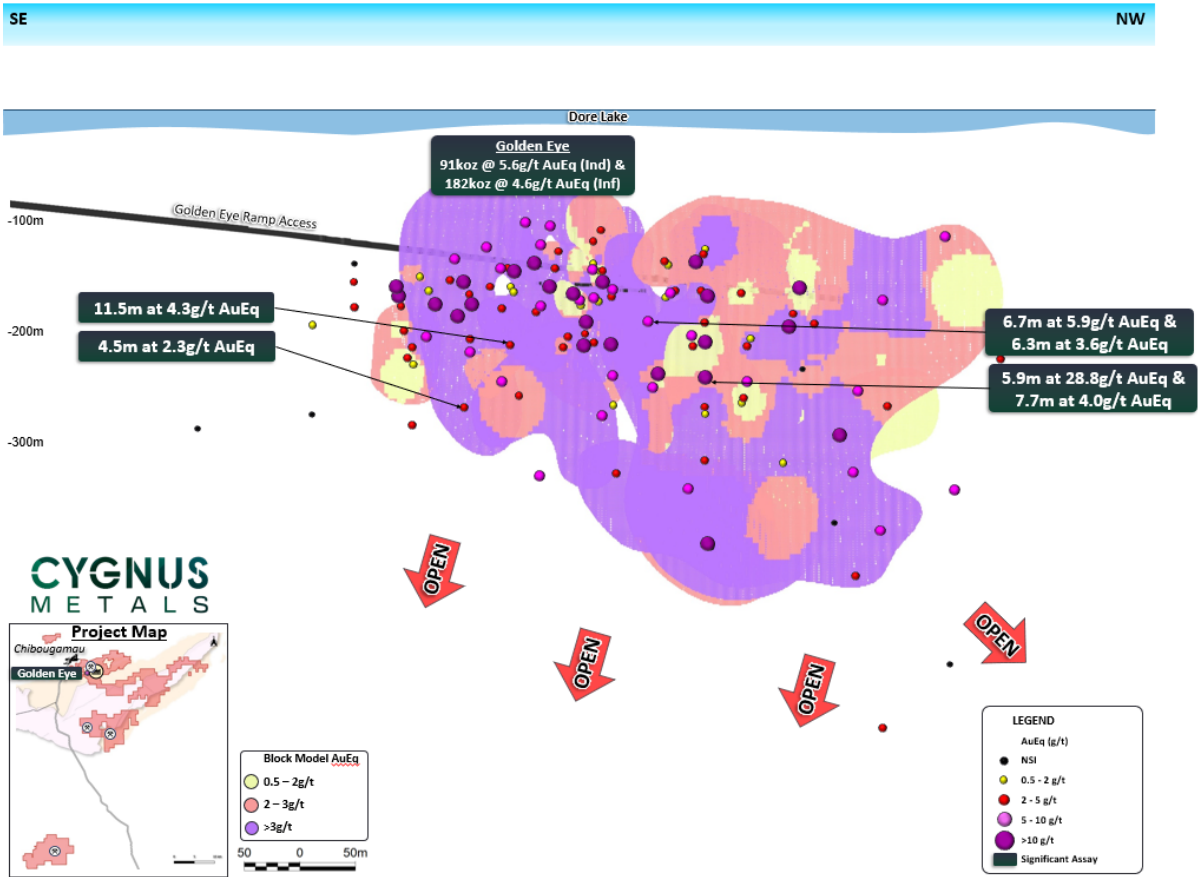 SE
NW
Dore Lake
Golden Eye
91koz @ 5.6g/t AuEq (Ind) &
182koz @ 4.6g/t AuEq (Inf)
-100m
Golden Eye Ramp Access
11.5m at 4.3g/t AuEq
-200m
4.5m at 2.3g/t AuEq
6.7m at 5.9g/t AuEq &
6.3m at 3.6g/t AuEq
5.9m at 28.8g/t AuEq &
7.7m at 4.0g/t AuEq
-300m
OPEN
OPEN
OPEN
OPEN
CYGNUS
METALS
Project Map
Chibougamau
Golden Eye
Block Model AuEq
0.5 – 2g/t
2 – 3g/t
>3g/t
50 0 50m
LEGEND
AuEq (g/t)
NSI
0.5 - 2 g/t
2 - 5 g/t
5 - 10 g/t
>10 g/t
Significant Assay